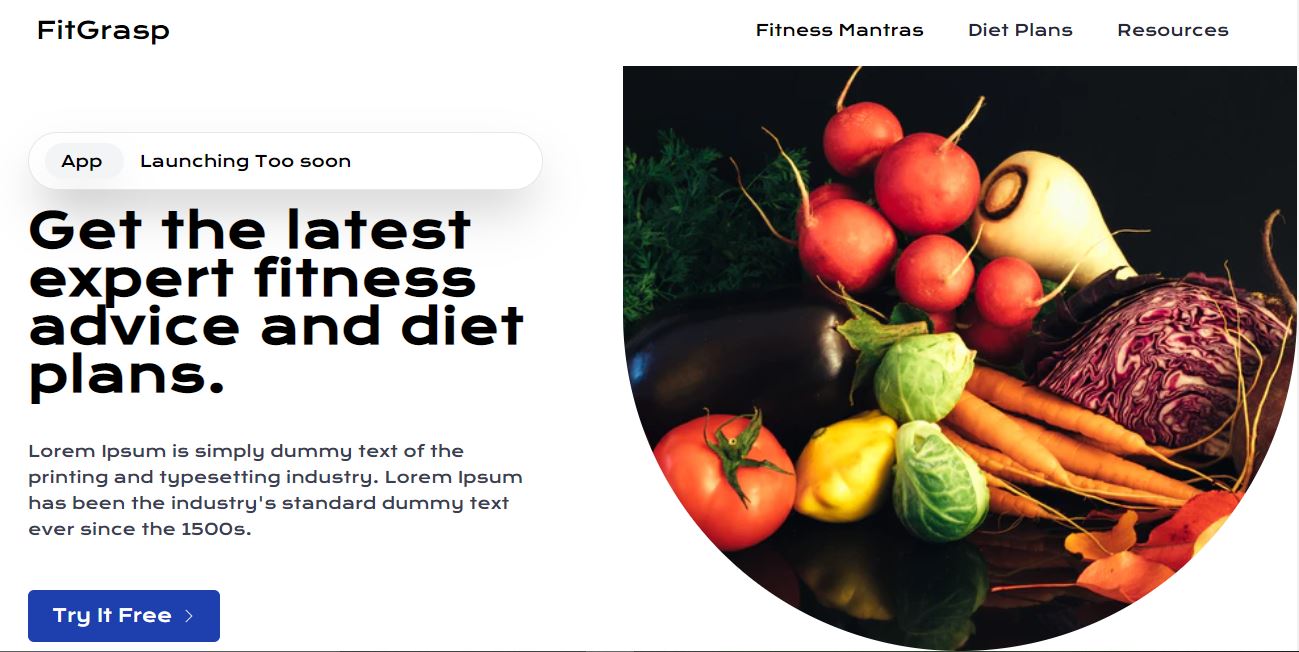 FitGrasp
Fitness Mantras Diet Plans Resources
App Launching Too soon
Get the latest
expert fitness
advice and diet
plans.
Lorem Ipsum is simply dummy text of the
printing and typesetting industry. Lorem Ipsum
has been the industry's standard dummy text
ever since the 1500s.
Try It Free